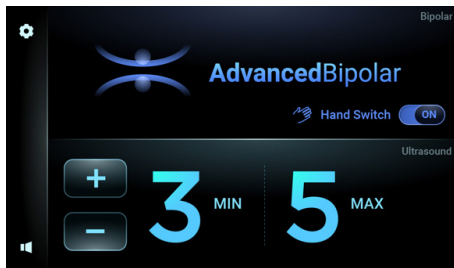 Bipolar
AdvancedBipolar
Hand Switch ON
Ultrasound
+
3 MIN 5 MAX
-